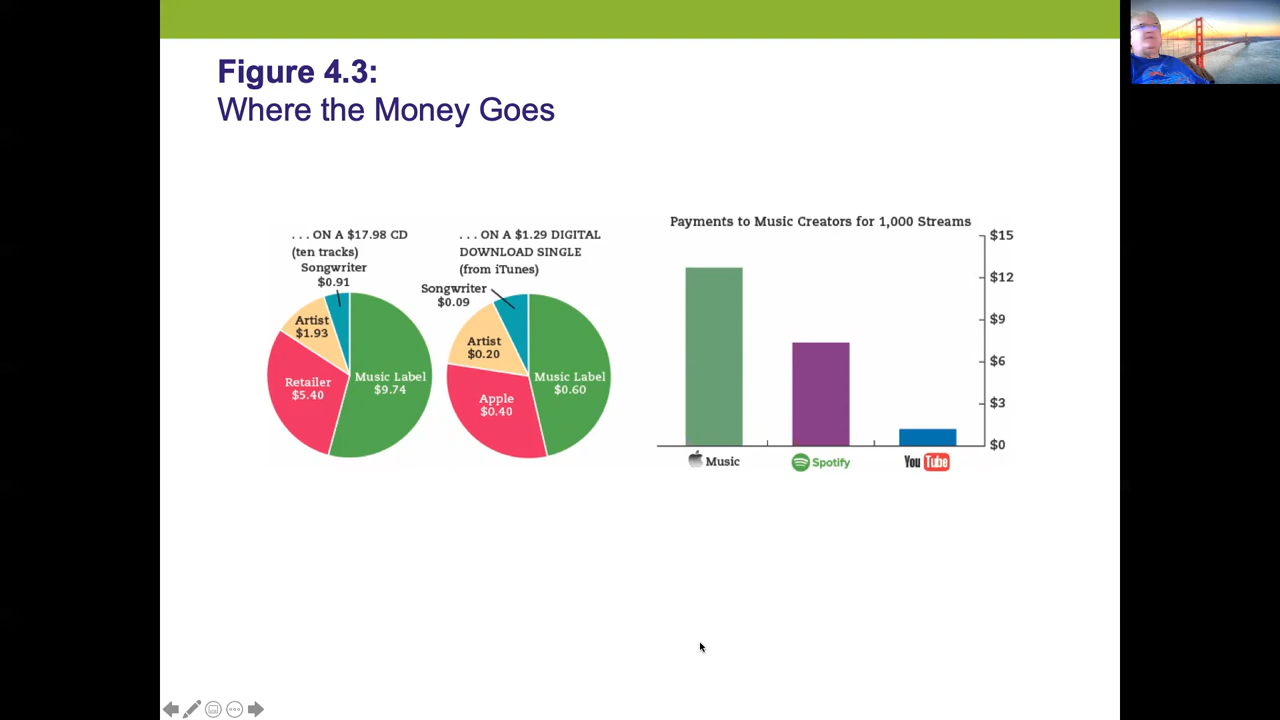 Figure 4.3:
Where the Money Goes
. . . ON A $17.98 CD
(ten tracks)
Songwriter
$0.91
Artist
$1.93
Retailer
$5.40
Music Label
$9.74
. . . ON A $1.29 DIGITAL
DOWNLOAD SINGLE
(from iTunes)
Songwriter
$0.09
Artist
$0.20
Apple
$0.40
Music Label
$0.60
Payments to Music Creators for 1,000 Streams
$15
$12
$9
$6
$3
$0
Music
Spotify
YouTube